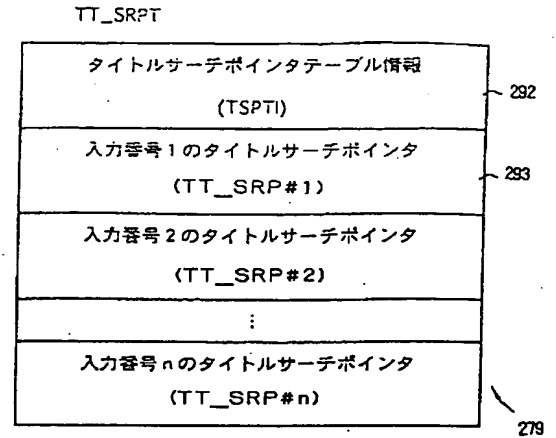 TT_SRPT
タイトルサーチポインタテーブル情報
(TSPTI)
292
入力番号1のタイトルサーチポインタ
(TT_SRP#1)
293
入力番号2のタイトルサーチポインタ
(TT_SRP#2)
⋮
入力番号nのタイトルサーチポインタ
(TT_SRP#n)
279